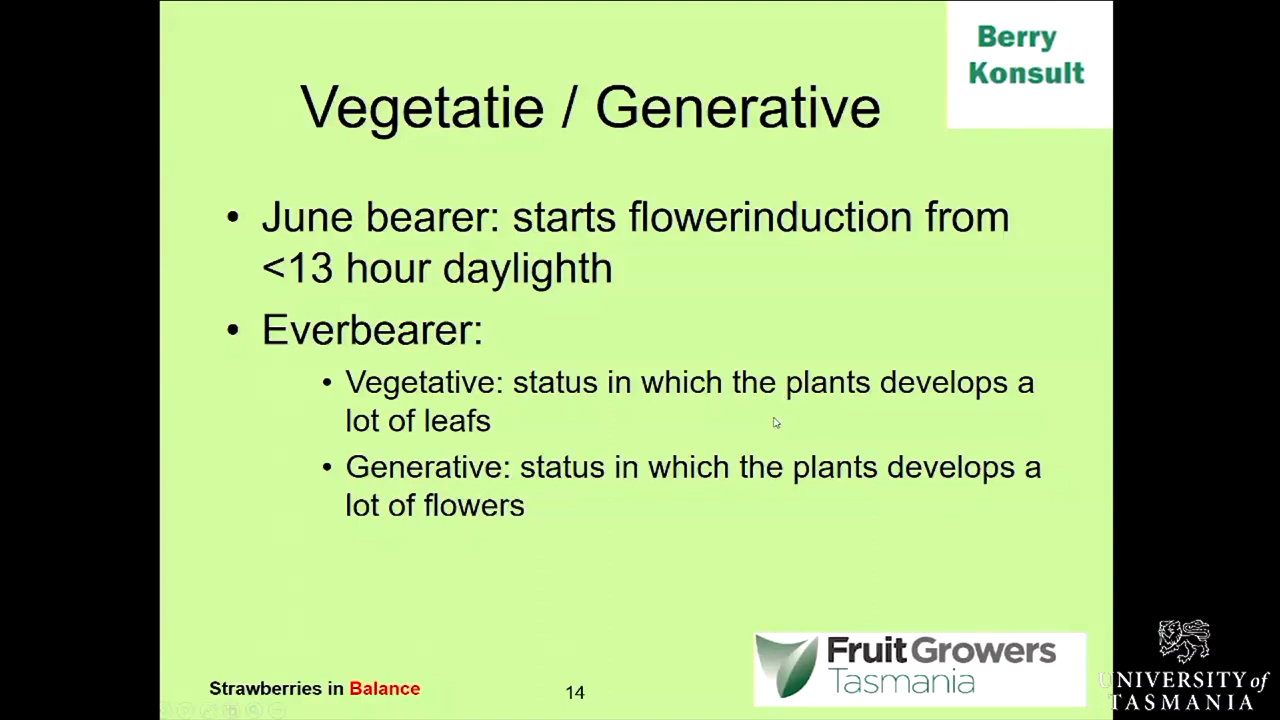 Berry
Konsult
Vegetatie / Generative
• June bearer: starts flowerinduction from
<13 hour daylighth
• Everbearer:
• Vegetative: status in which the plants develops a
lot of leafs
• Generative: status in which the plants develops a
lot of flowers
Strawberries in Balance
14
FruitGrowers
Tasmania
UNIVERSITY of
TASMANIA